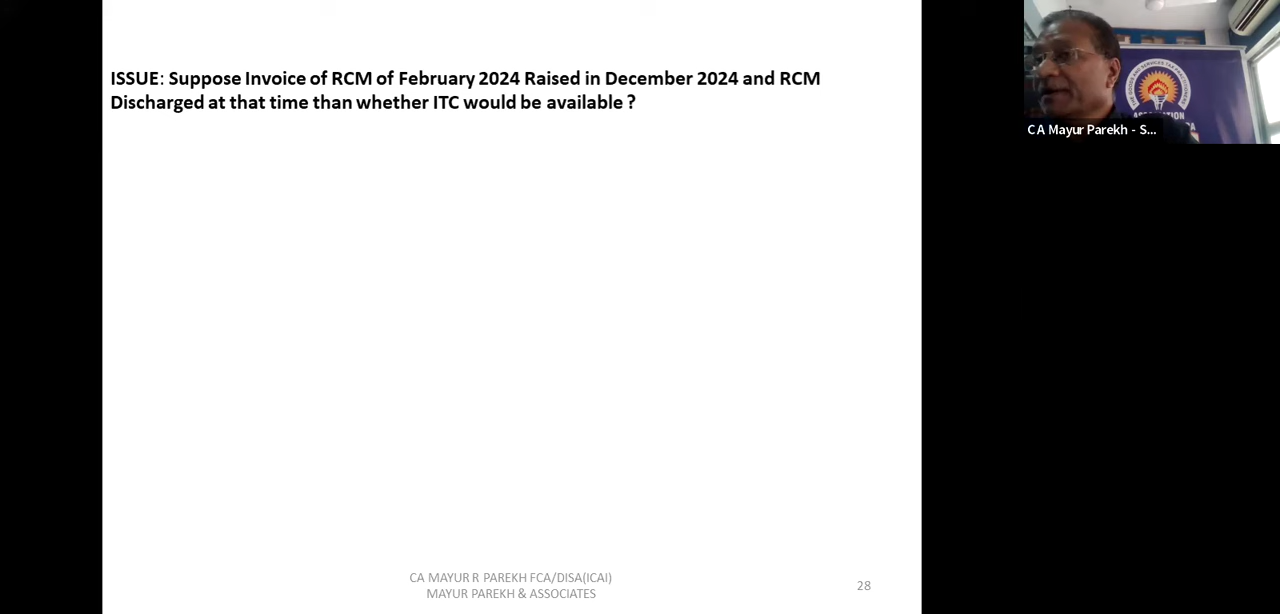 ISSUE: Suppose Invoice of RCM of February 2024 Raised in December 2024 and RCM
Discharged at that time than whether ITC would be available ?
CA Mayur Parekh - S...
CA MAYUR R PAREKH FCA/DISA(ICAI)
MAYUR PAREKH & ASSOCIATES
28